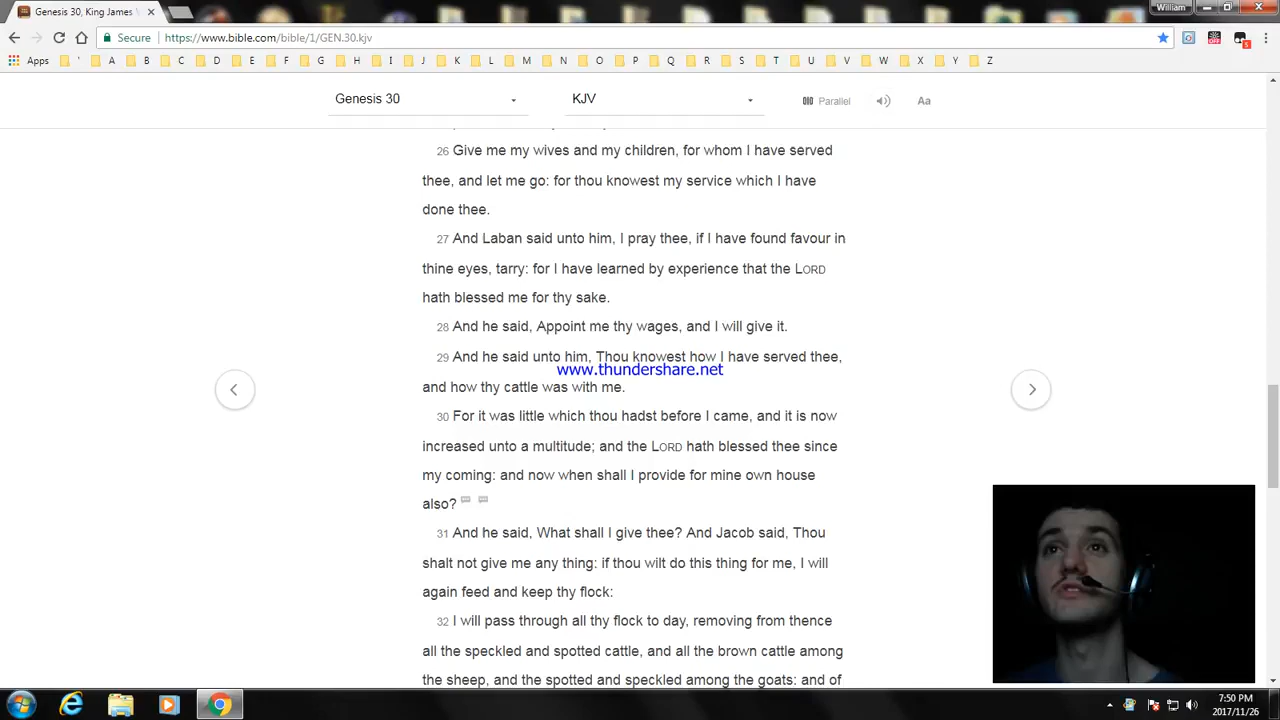 Genesis 30, King James
William
Secure
https://www.bible.com/bible/1/GEN.30.kjv
Apps ' A B C D E F G H I J K L M N O P Q R S T U V W X Y Z
Genesis 30
KJV
Parallel
Aa
26 Give me my wives and my children, for whom I have served
thee, and let me go: for thou knowest my service which I have
done thee.
27 And Laban said unto him, I pray thee, if I have found favour in
thine eyes, tarry: for I have learned by experience that the LORD
hath blessed me for thy sake.
28 And he said, Appoint me thy wages, and I will give it.
29 And he said unto him, Thou knowest how I have served thee,
www.thundershare.net
and how thy cattle was with me.
30 For it was little which thou hadst before I came, and it is now
increased unto a multitude; and the LORD hath blessed thee since
my coming: and now when shall I provide for mine own house
also?
31 And he said, What shall I give thee? And Jacob said, Thou
shalt not give me any thing: if thou wilt do this thing for me, I will
again feed and keep thy flock:
32 I will pass through all thy flock to day, removing from thence
all the speckled and spotted cattle, and all the brown cattle among
the sheep, and the spotted and speckled among the goats: and of
7:50 PM
2017/11/26